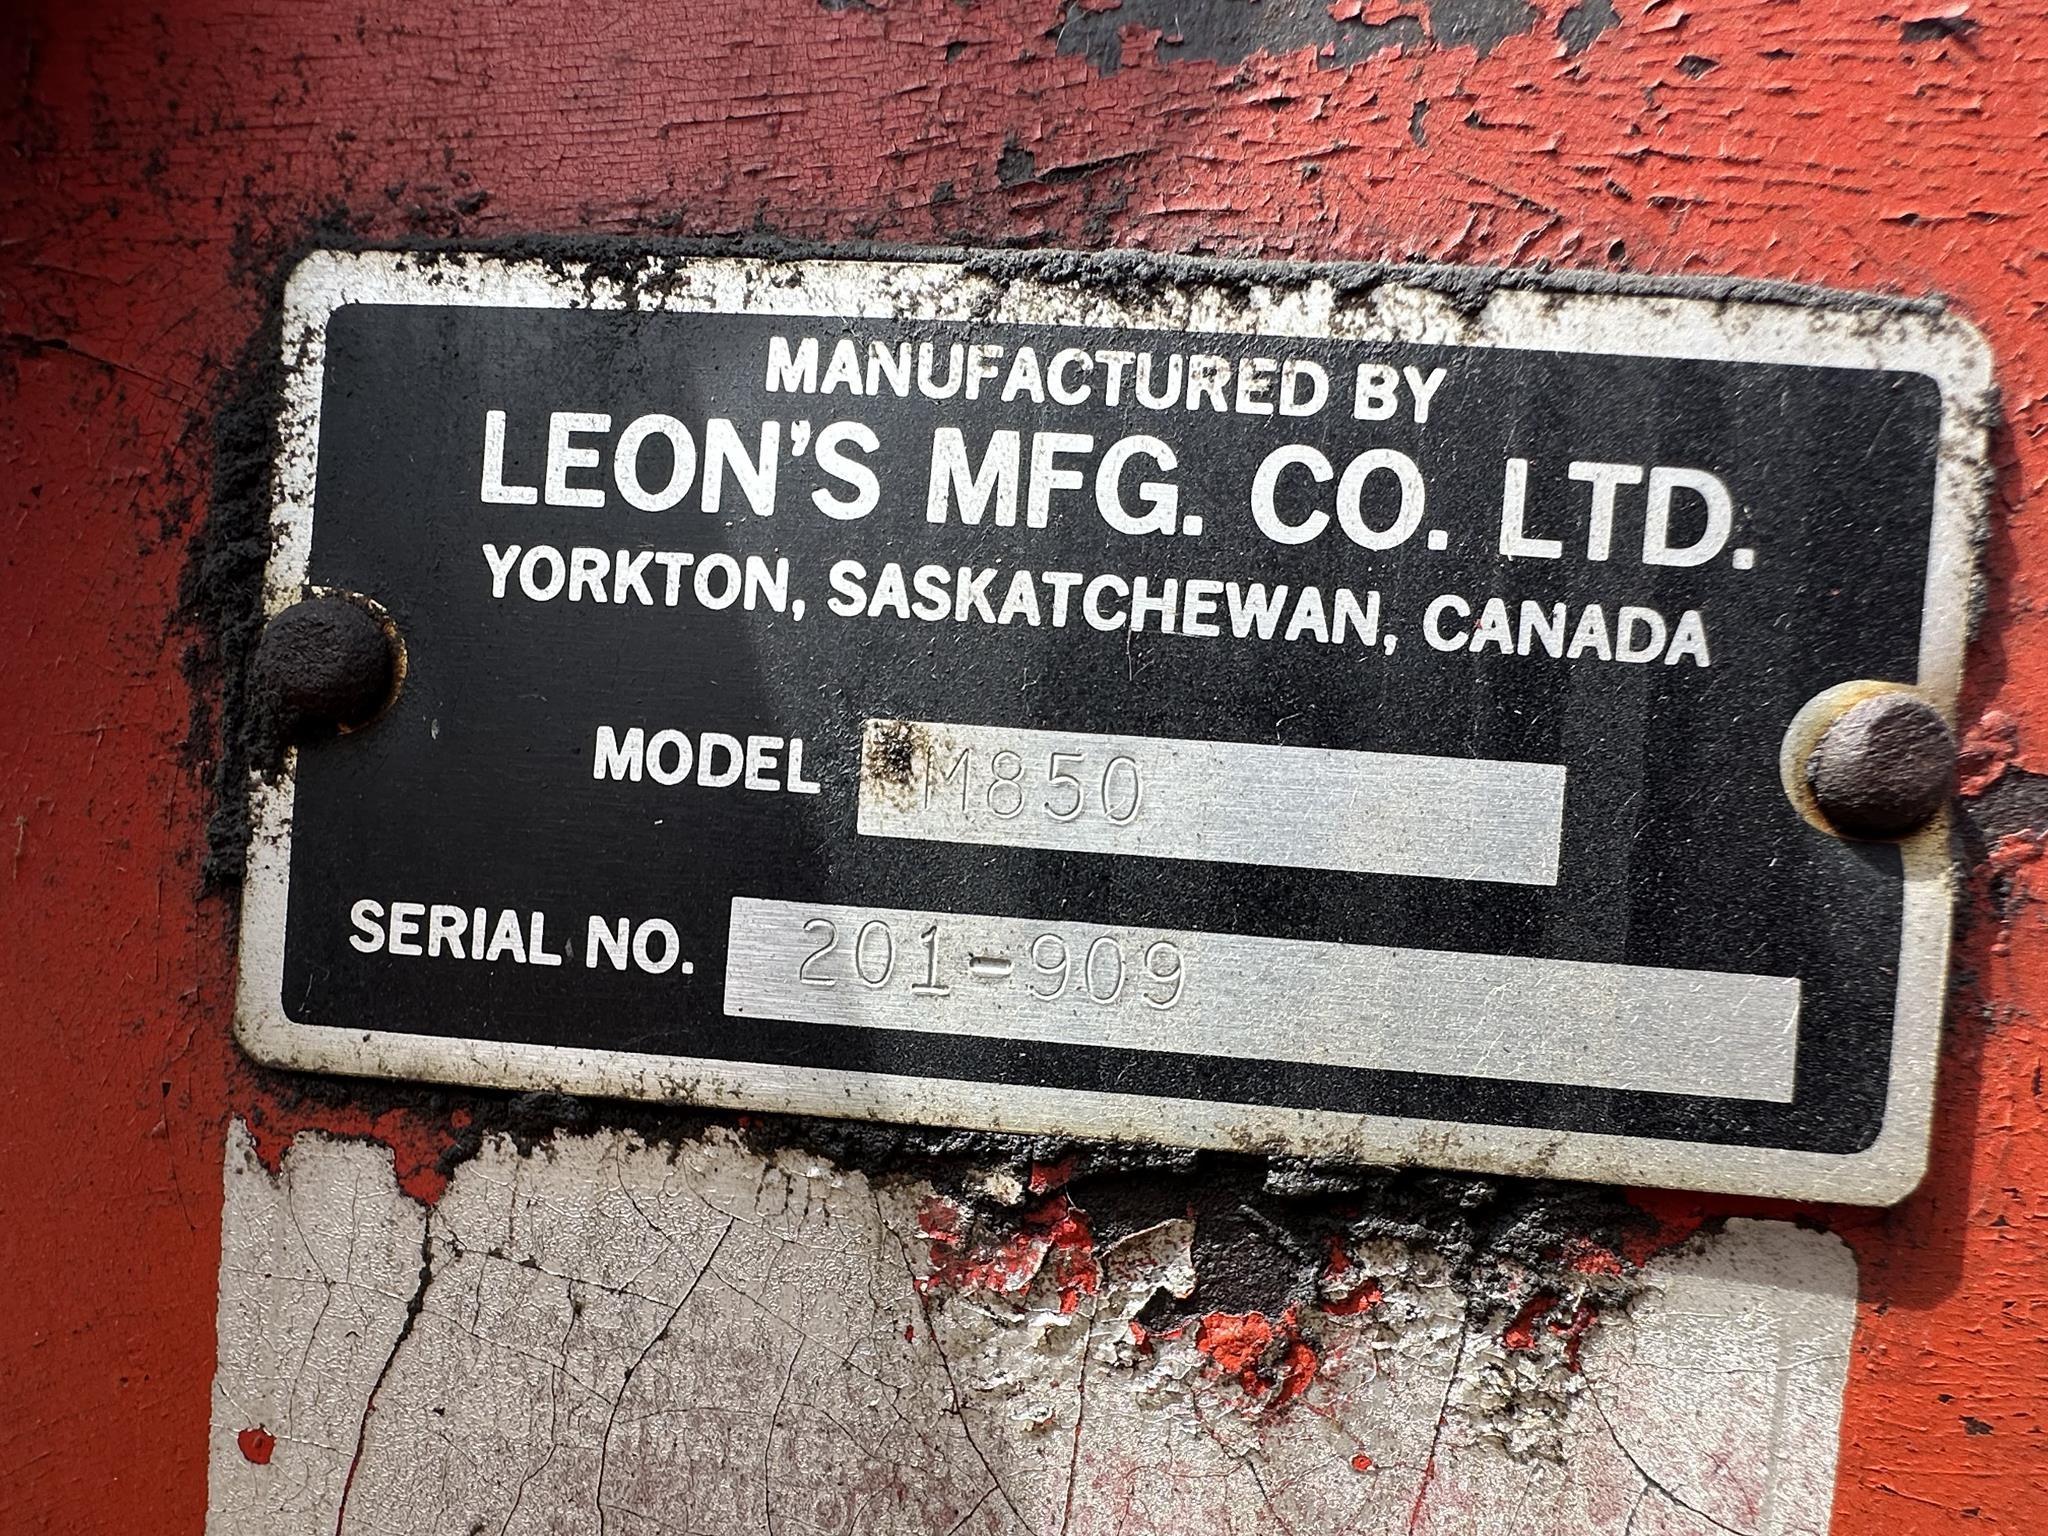 MANUFACTURED BY
LEON'S MFG. CO. LTD.
YORKTON, SASKATCHEWAN, CANADA
MODEL M850
SERIAL NO. 201-909